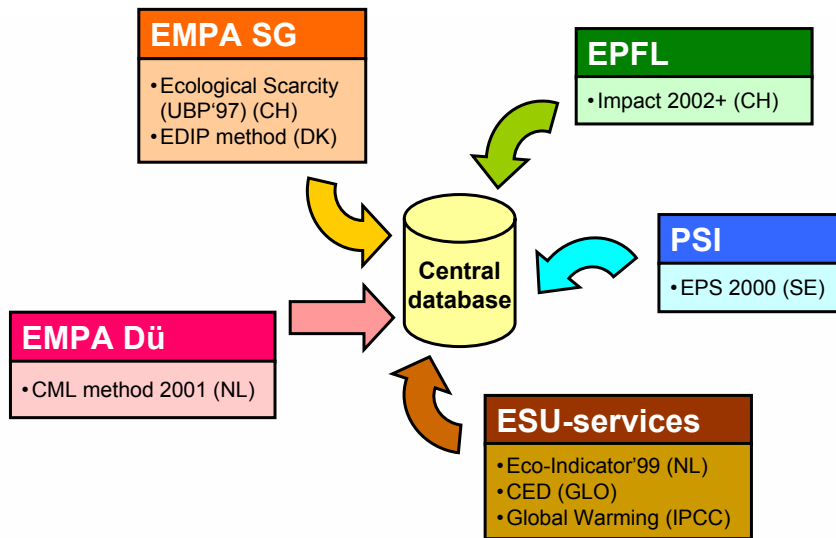 EMPA SG
•Ecological Scarcity
(UBP‘97) (CH)
•EDIP method (DK)
EPFL
•Impact 2002+ (CH)
Central
database
PSI
•EPS 2000 (SE)
EMPA Dü
•CML method 2001 (NL)
ESU-services
•Eco-Indicator’99 (NL)
•CED (GLO)
•Global Warming (IPCC)